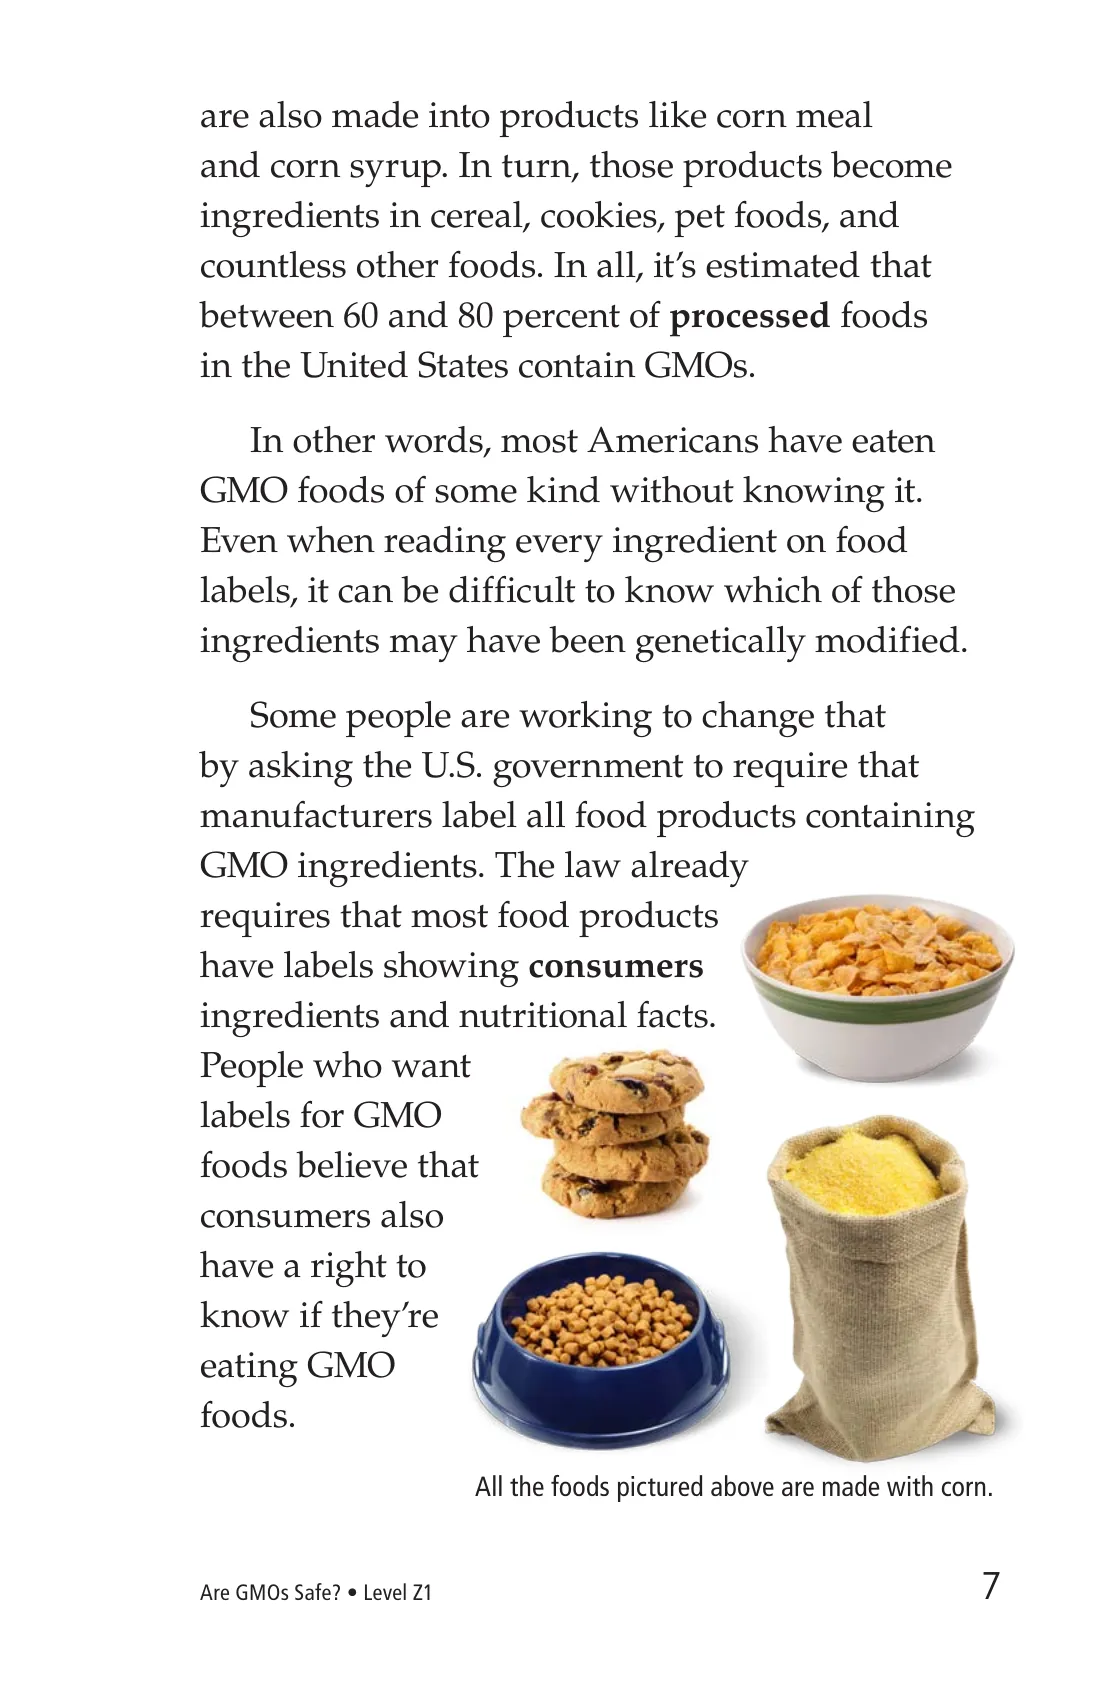 are also made into products like corn meal
and corn syrup. In turn, those products become
ingredients in cereal, cookies, pet foods, and
countless other foods. In all, it’s estimated that
between 60 and 80 percent of processed foods
in the United States contain GMOs.
In other words, most Americans have eaten
GMO foods of some kind without knowing it.
Even when reading every ingredient on food
labels, it can be difficult to know which of those
ingredients may have been genetically modified.
Some people are working to change that
by asking the U.S. government to require that
manufacturers label all food products containing
GMO ingredients. The law already
requires that most food products
have labels showing consumers
ingredients and nutritional facts.
People who want
labels for GMO
foods believe that
consumers also
have a right to
know if they’re
eating GMO
foods.
All the foods pictured above are made with corn.
Are GMOs Safe? • Level Z1
7